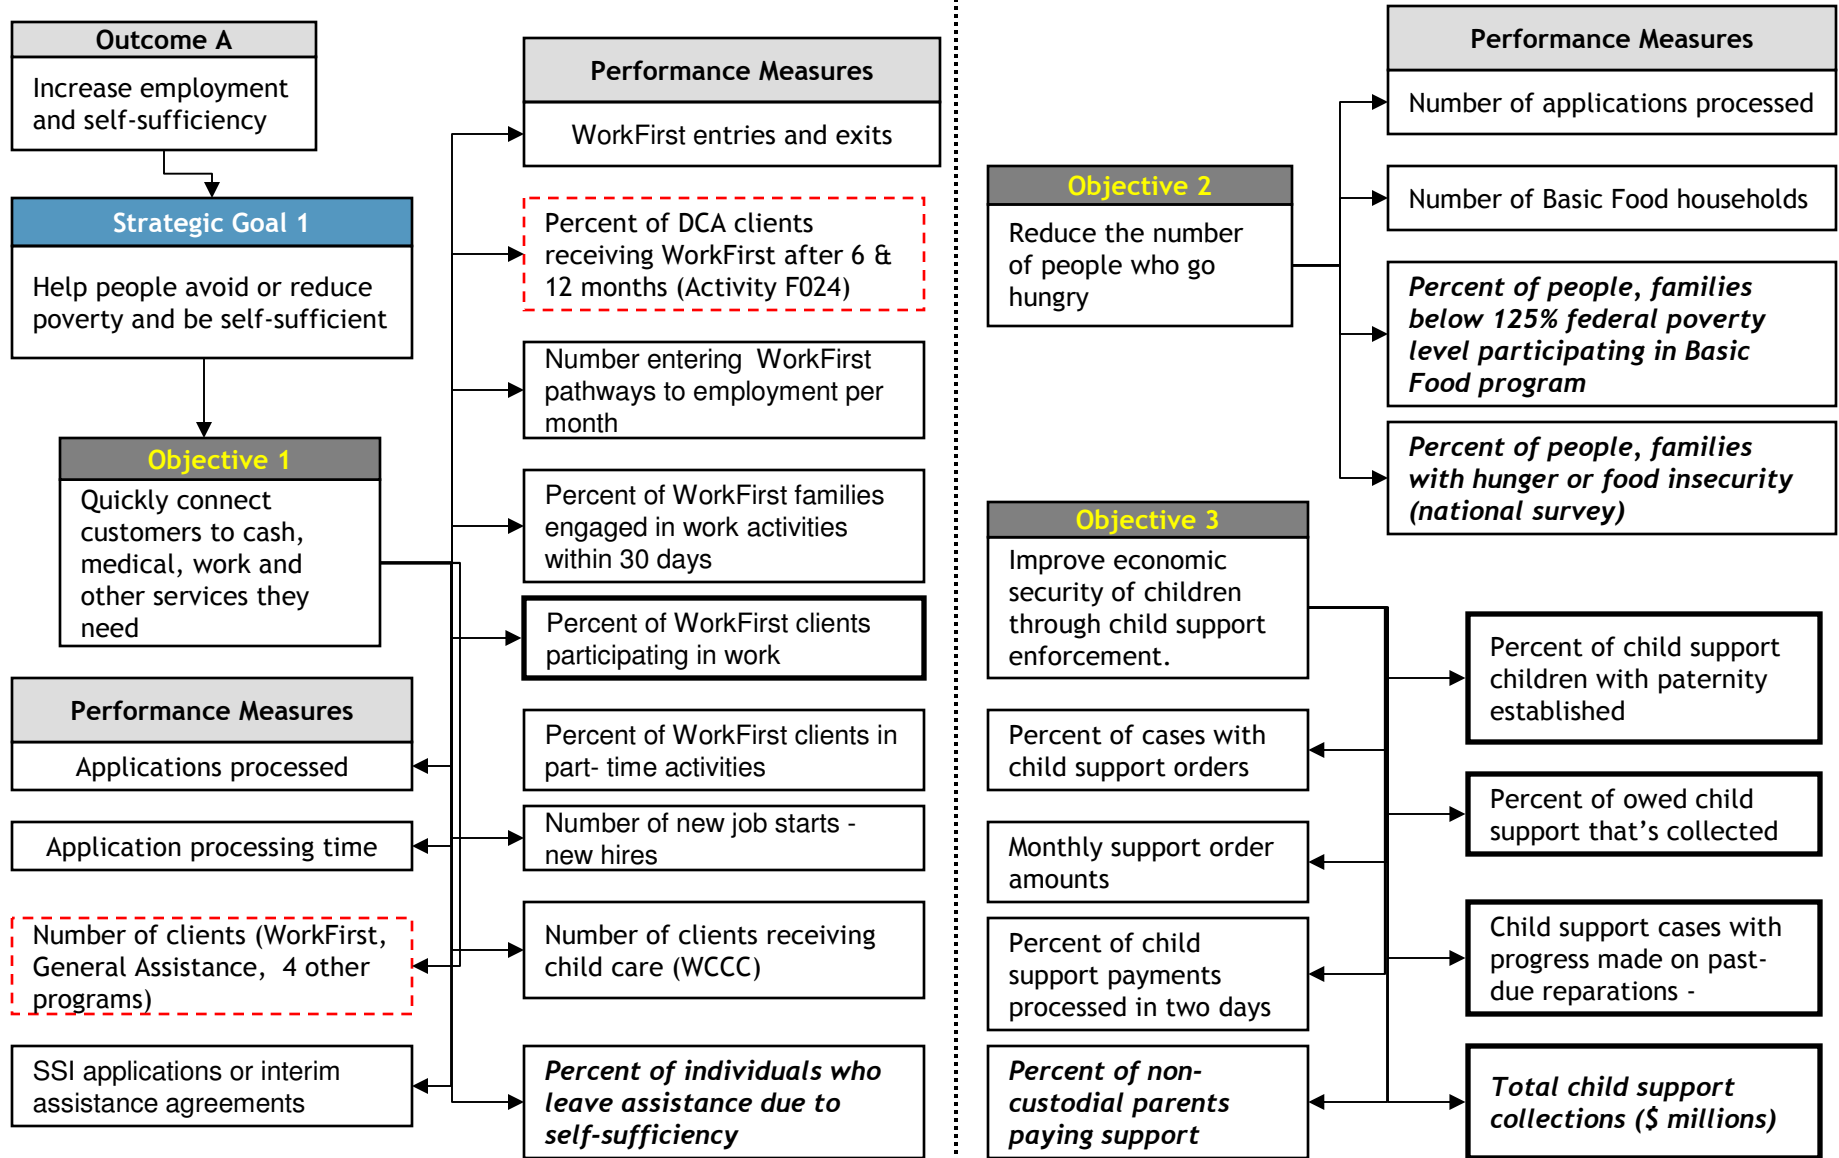 Outcome A
Increase employment
and self-sufficiency
Strategic Goal 1
Help people avoid or reduce
poverty and be self-sufficient
Objective 1
Quickly connect
customers to cash,
medical, work and
other services they
need
Performance Measures
Applications processed
Application processing time
Number of clients (WorkFirst,
General Assistance, 4 other
programs)
SSI applications or interim
assistance agreements
Performance Measures
WorkFirst entries and exits
Percent of DCA clients
receiving WorkFirst after 6 &
12 months (Activity F024)
Number entering WorkFirst
pathways to employment per
month
Percent of WorkFirst families
engaged in work activities
within 30 days
Percent of WorkFirst clients
participating in work
Percent of WorkFirst clients in
part- time activities
Number of new job starts -
new hires
Number of clients receiving
child care (WCCC)
Percent of individuals who
leave assistance due to
self-sufficiency
Objective 2
Reduce the number
of people who go
hungry
Performance Measures
Number of applications processed
Number of Basic Food households
Percent of people, families
below 125% federal poverty
level participating in Basic
Food program
Percent of people, families
with hunger or food insecurity
(national survey)
Objective 3
Improve economic
security of children
through child support
enforcement.
Percent of cases with
child support orders
Monthly support order
amounts
Percent of child
support payments
processed in two days
Percent of non-
custodial parents
paying support
Percent of child support
children with paternity
established
Percent of owed child
support that’s collected
Child support cases with
progress made on past-
due reparations -
Total child support
collections ($ millions)